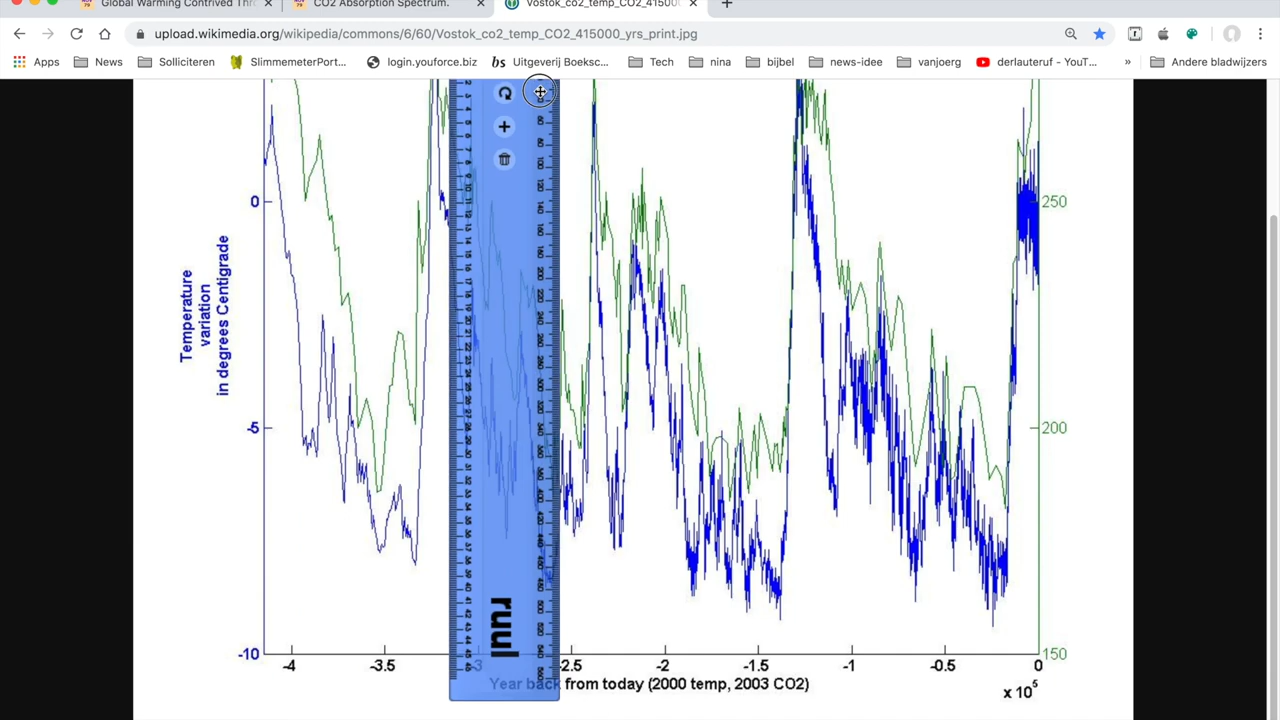 Global Warming Contrived Thr
CO2 Absorption Spectrum.
Vostok_co2_temp_CO2_415000
upload.wikimedia.org/wikipedia/commons/6/60/Vostok_co2_temp_CO2_415000_yrs_print.jpg
Apps News Solliciteren SlimmemeterPort... login.youforce.biz bs Uitgeverij Boeksc... Tech nina bijbel news-idee vanjoerg derlauteruf - YouT... » Andere bladwijzers
0
-5
-10
Temperature
variation
in degrees Centigrade
250
200
150
ruul
-4 -3.5 -3 2.5 -2 -1.5 -1 -0.5 0
Year back from today (2000 temp, 2003 CO2)
x 10⁵